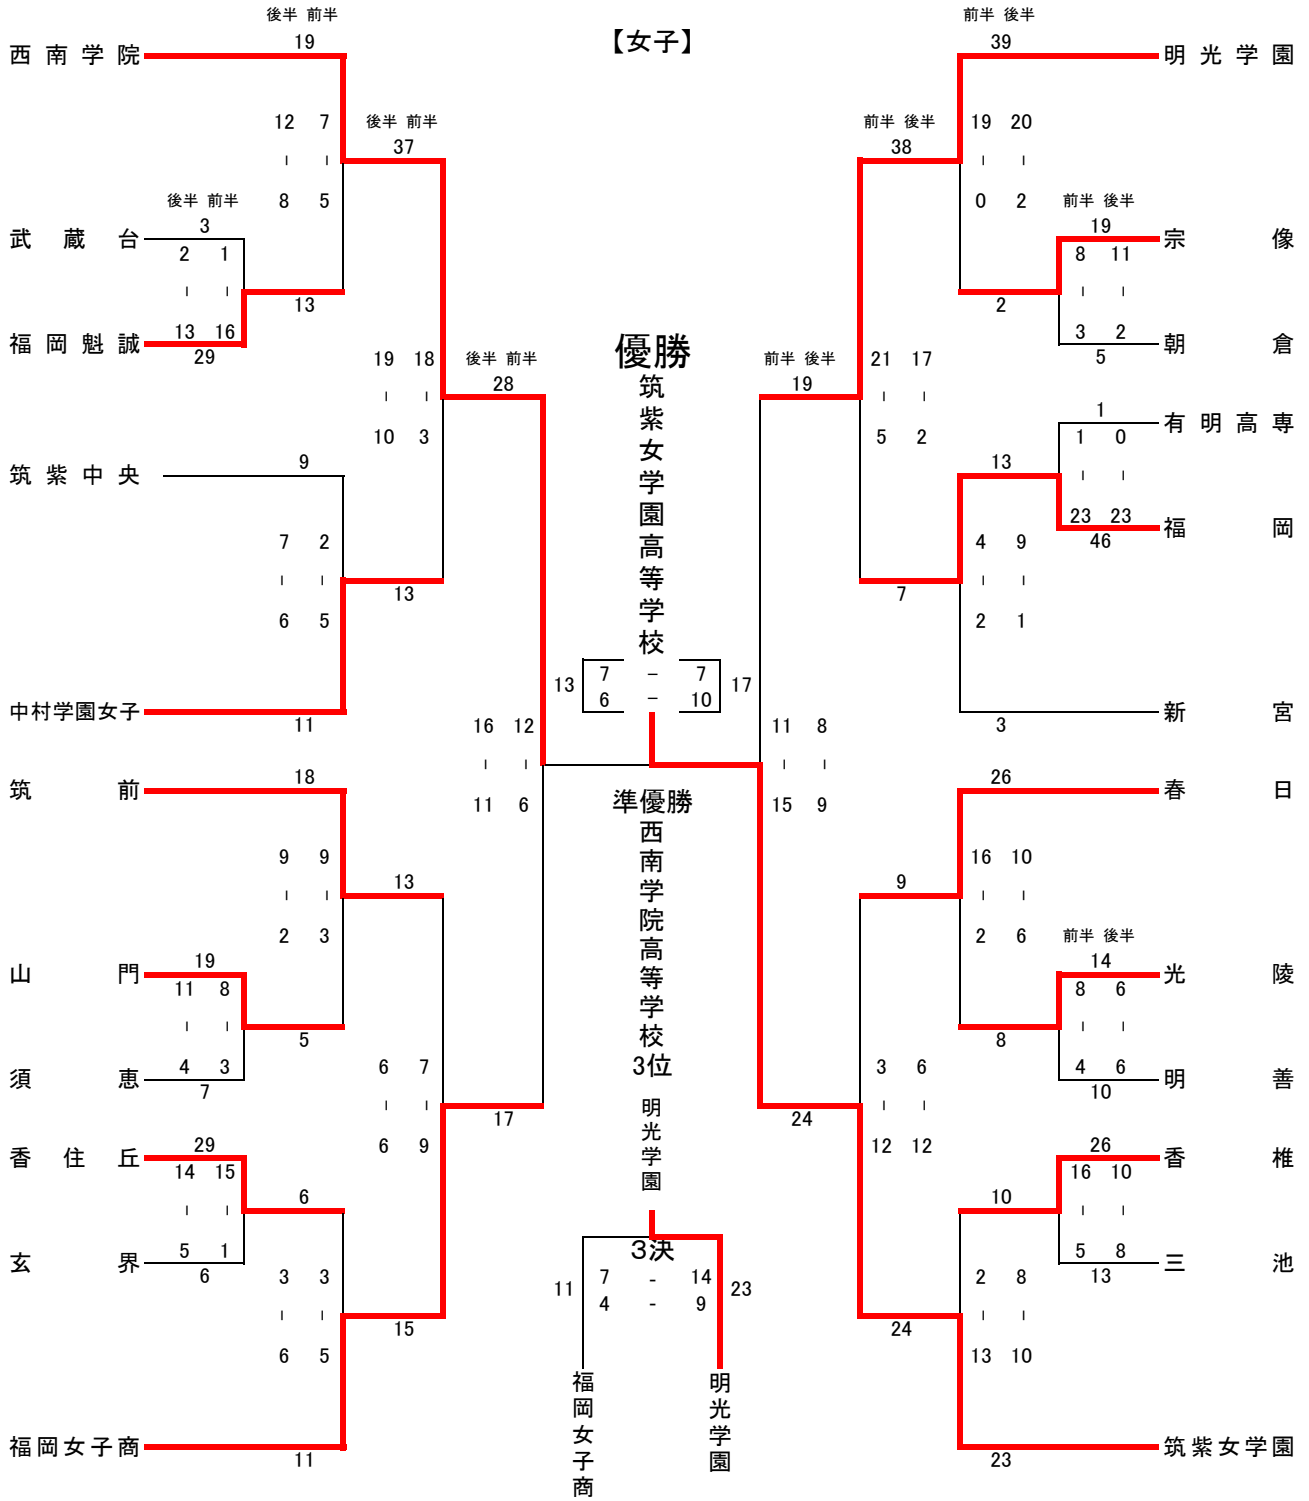 【女子】
後半 前半
19
西南学院
12 7
- -
8 5
後半 前半
37
後半 前半
3
武蔵台
2 1
- -
13 16
福岡魁誠
29
13
19 18
- -
10 3
後半 前半
28
筑紫中央
9
7 2
- -
6 5
13
中村学園女子
11
16 12
- -
11 6
筑前
18
9 9
- -
2 3
13
山門
19
11 8
- -
4 3
須恵
7
5
6 7
- -
6 9
17
香住丘
29
14 15
- -
5 1
玄界
6
6
3 3
- -
6 5
15
福岡女子商
11
優勝
筑紫女学園高等学校
13 7 - 7 17
6 - 10
準優勝
西南学院高等学校
3位
明光学園
3決
11 7 - 14 23
4 - 9
福岡女子商
明光学園
前半 後半
39
明光学園
19 20
- -
0 2
前半 後半
38
前半 後半
19
宗像
8 11
- -
3 2
朝倉
5
2
前半 後半
19
21 17
- -
5 2
1
有明高専
1 0
- -
23 23
福岡
46
13
4 9
- -
2 1
7
新宮
3
11 8
- -
15 9
26
春日
16 10
- -
2 6
9
前半 後半
14
光陵
8 6
- -
4 6
明善
10
8
3 6
- -
12 12
24
26
香椎
16 10
- -
5 8
三池
13
10
2 8
- -
13 10
24
筑紫女学園
23